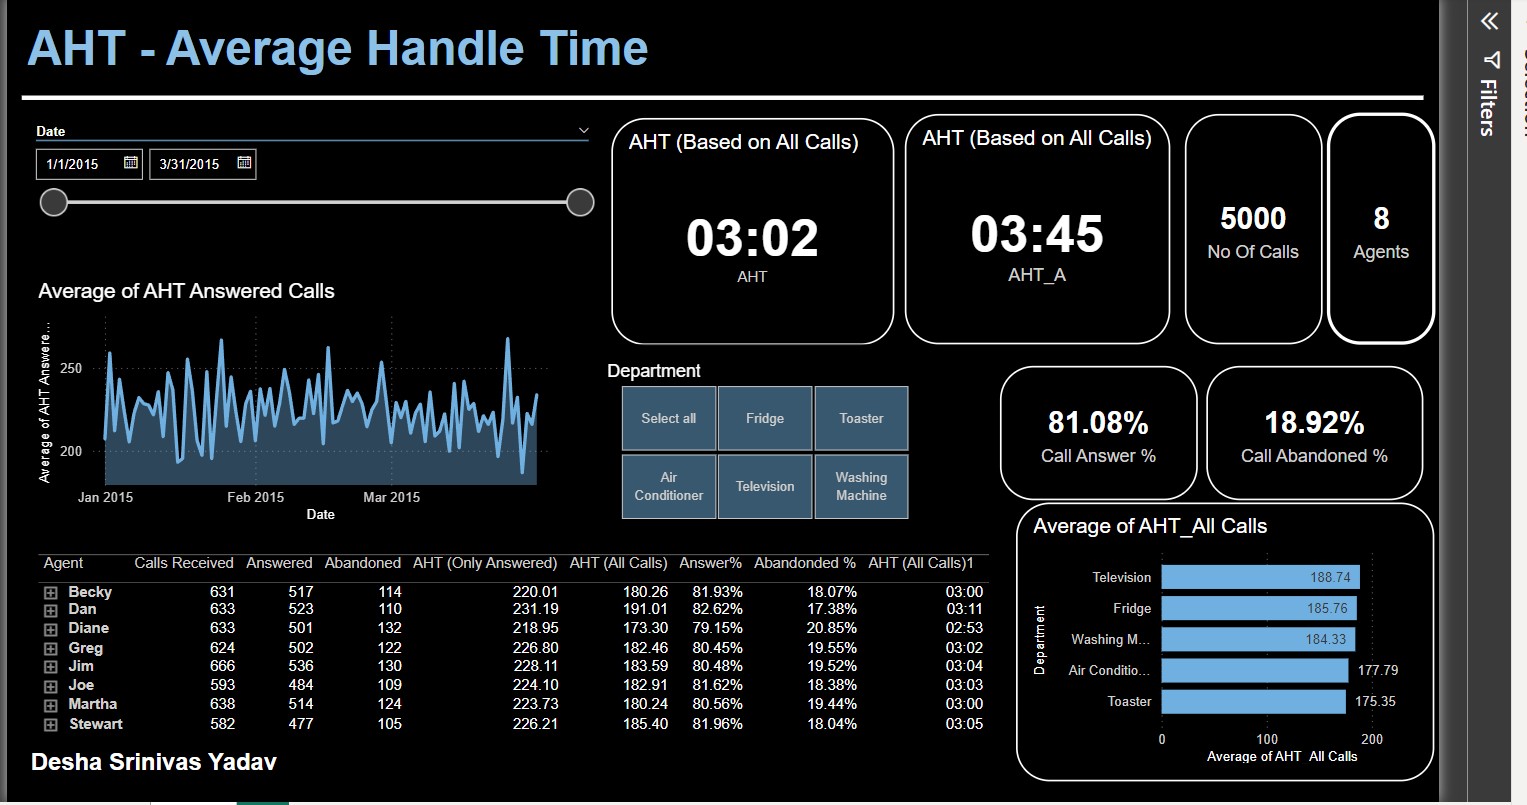 AHT - Average Handle Time
Date
1/1/2015
3/31/2015
AHT (Based on All Calls)
03:02
AHT
AHT (Based on All Calls)
03:45
AHT_A
5000
No Of Calls
8
Agents
Filters
Average of AHT Answered Calls
Average of AHT Answere...
250
200
Jan 2015 Feb 2015 Mar 2015
Date
Department
Select all Fridge Toaster
Air Conditioner Television Washing Machine
81.08%
Call Answer %
18.92%
Call Abandoned %
Agent Calls Received Answered Abandoned AHT (Only Answered) AHT (All Calls) Answer% Abandonded % AHT (All Calls)1
Becky 631 517 114 220.01 180.26 81.93% 18.07% 03:00
Dan 633 523 110 231.19 191.01 82.62% 17.38% 03:11
Diane 633 501 132 218.95 173.30 79.15% 20.85% 02:53
Greg 624 502 122 226.80 182.46 80.45% 19.55% 03:02
Jim 666 536 130 228.11 183.59 80.48% 19.52% 03:04
Joe 593 484 109 224.10 182.91 81.62% 18.38% 03:03
Martha 638 514 124 223.73 180.24 80.56% 19.44% 03:00
Stewart 582 477 105 226.21 185.40 81.96% 18.04% 03:05
Average of AHT_All Calls
Department
Television 188.74
Fridge 185.76
Washing M... 184.33
Air Conditio... 177.79
Toaster 175.35
0 100 200
Average of AHT_All Calls
Desha Srinivas Yadav